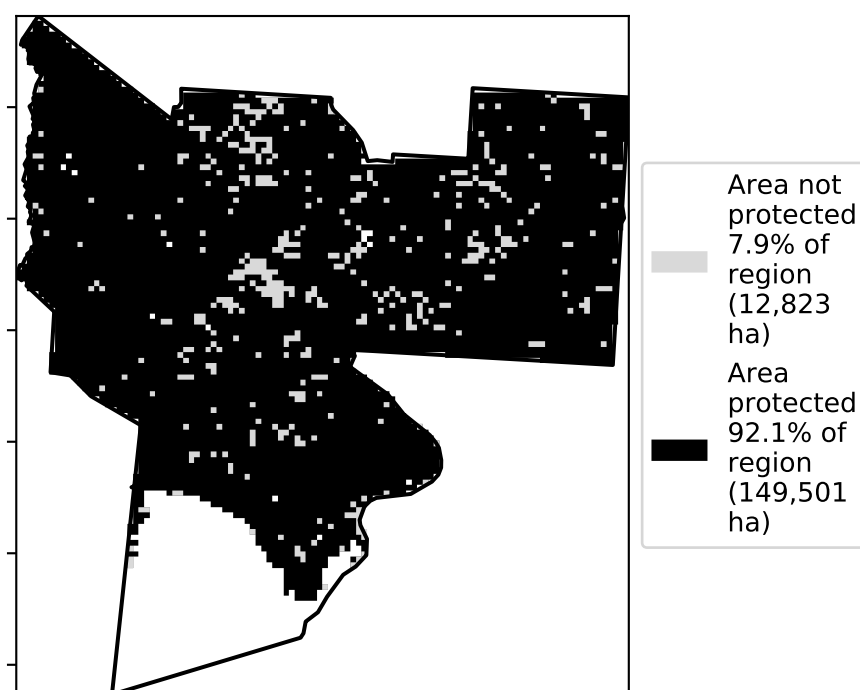 Area not
protected
7.9% of
region
(12,823
ha)
Area
protected
92.1% of
region
(149,501
ha)